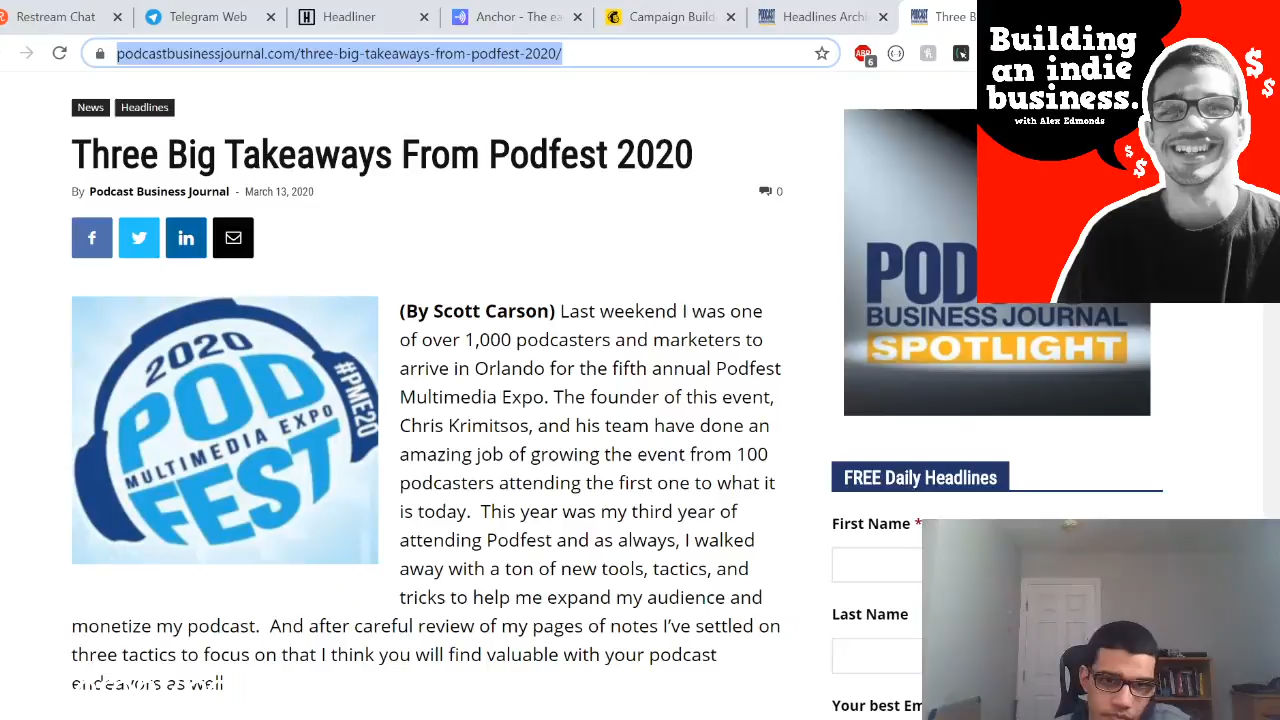 Restream Chat
Telegram Web
Headliner
Anchor - The ea
Campaign Build
Headlines Archi
Three B
podcastbusinessjournal.com/three-big-takeaways-from-podfest-2020/
ABP
6
Building
an indie
business.
with Alex Edmonds
$
$
$
$
News
Headlines
Three Big Takeaways From Podfest 2020
By Podcast Business Journal - March 13, 2020
0
2020
POD
MULTIMEDIA EXPO
FEST
#PME20
(By Scott Carson) Last weekend I was one
of over 1,000 podcasters and marketers to
arrive in Orlando for the fifth annual Podfest
Multimedia Expo. The founder of this event,
Chris Krimitsos, and his team have done an
amazing job of growing the event from 100
podcasters attending the first one to what it
is today.  This year was my third year of
attending Podfest and as always, I walked
away with a ton of new tools, tactics, and
tricks to help me expand my audience and
monetize my podcast.  And after careful review of my pages of notes I've settled on
three tactics to focus on that I think you will find valuable with your podcast
endeavors as well
POD
BUSINESS JOURNAL
SPOTLIGHT
FREE Daily Headlines
First Name *
Last Name
Your best Em